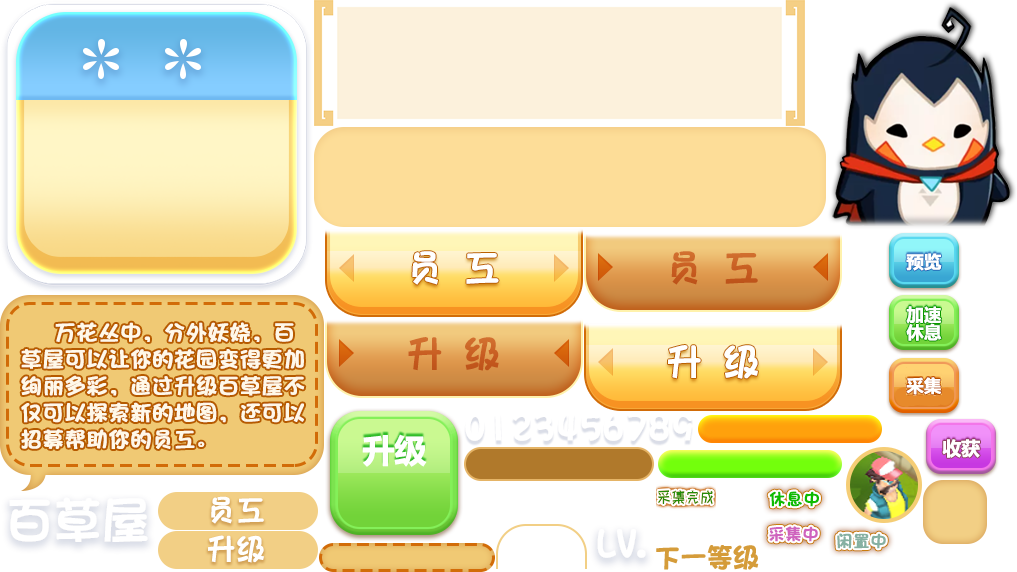 员工
员工
升级
升级
预览
加速
休息
采集
收获
万花丛中，分外妖娆，百
草屋可以让你的花园变得更加
绚丽多彩，通过升级百草屋不
仅可以探索新的地图，还可以
招募帮助你的员工。
升级
0123456789
采集完成
休息中
采集中
闲置中
百草屋
员工
升级
LV.
下一等级